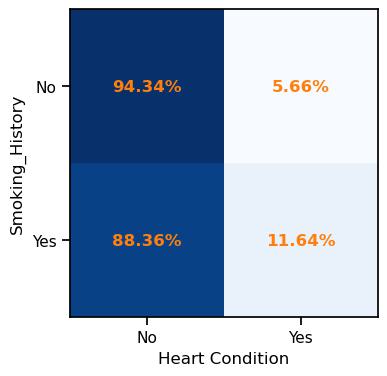 Smoking_History
No
94.34%
5.66%
Yes
88.36%
11.64%
No
Yes
Heart Condition